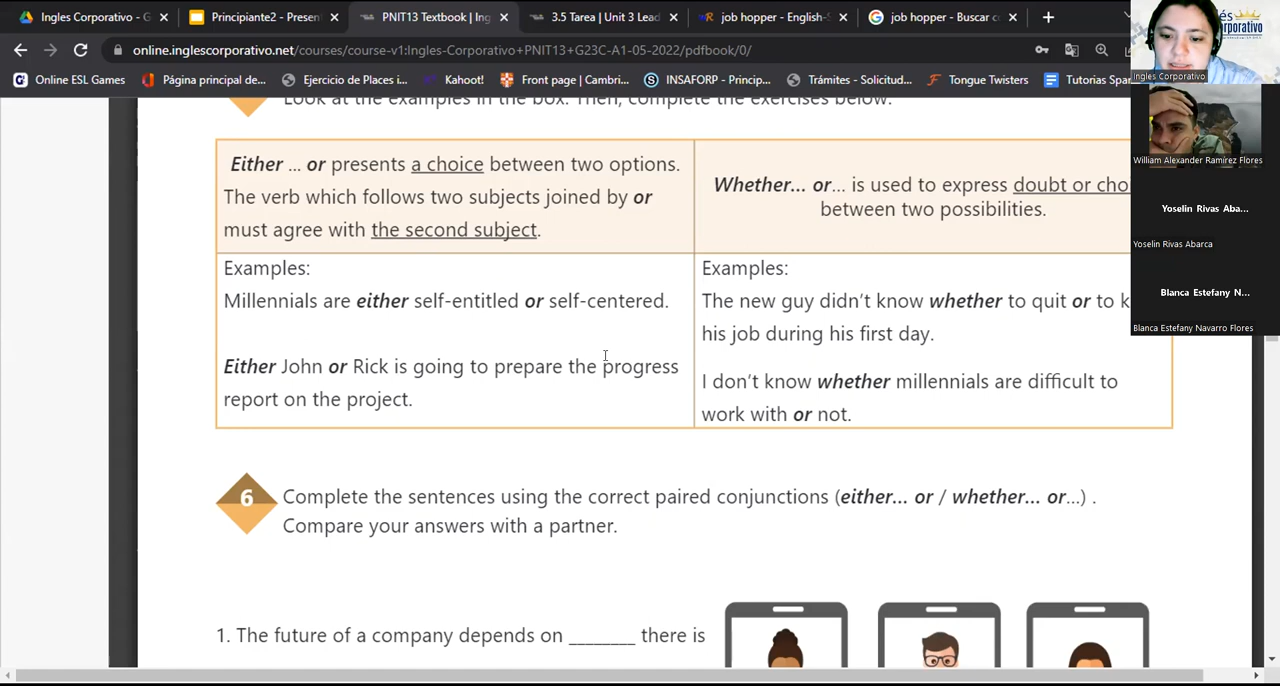 Ingles Corporativo - G
Principiante2 - Present
PNIT13 Textbook | Ing
3.5 Tarea | Unit 3 Lead
job hopper - English-S
job hopper - Buscar c
online.inglescorporativo.net/courses/course-v1:Ingles-Corporativo+PNIT13+G23C-A1-05-2022/pdfbook/0/
Online ESL Games
Página principal de...
Ejercicio de Places i...
Kahoot!
Front page | Cambri...
INSAFORP - Princip...
Trámites - Solicitud...
Tongue Twisters
Tutorias Spar
Look at the examples in the box. Then, complete the exercises below.
Either ... or presents a choice between two options.
The verb which follows two subjects joined by or
must agree with the second subject.
Whether... or... is used to express doubt or cho
between two possibilities.
Examples:
Millennials are either self-entitled or self-centered.
Either John or Rick is going to prepare the progress
report on the project.
Examples:
The new guy didn't know whether to quit or to k
his job during his first day.
I don't know whether millennials are difficult to
work with or not.
6
Complete the sentences using the correct paired conjunctions (either... or / whether... or...) .
Compare your answers with a partner.
1. The future of a company depends on ________ there is
és
orporativo
Ingles Corporativo
William Alexander Ramírez Flores
Yoselin Rivas Aba...
Yoselin Rivas Abarca
Blanca Estefany N...
Blanca Estefany Navarro Flores